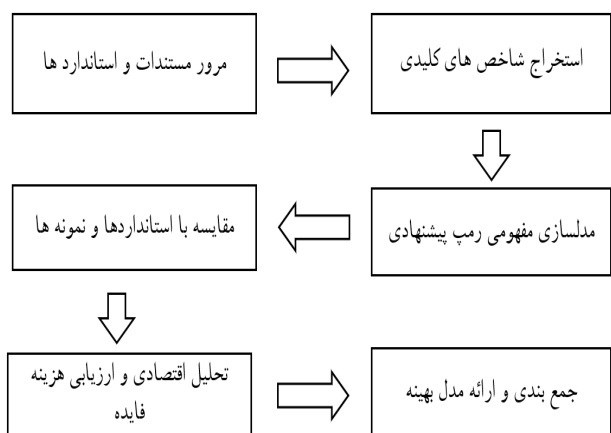 مرور مستندات و استاندارد ها
استخراج شاخص های کلیدی
مدلسازی مفهومی رمپ پیشنهادی
مقایسه با استانداردها و نمونه ها
تحلیل اقتصادی و ارزیابی هزینه
فایده
جمع بندی و ارائه مدل بهینه